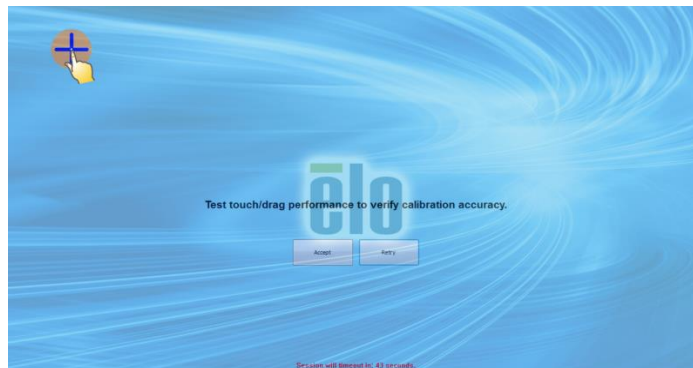 elo
Test touch/drag performance to verify calibration accuracy.
Accept Retry
Session will timeout in: 43 seconds.